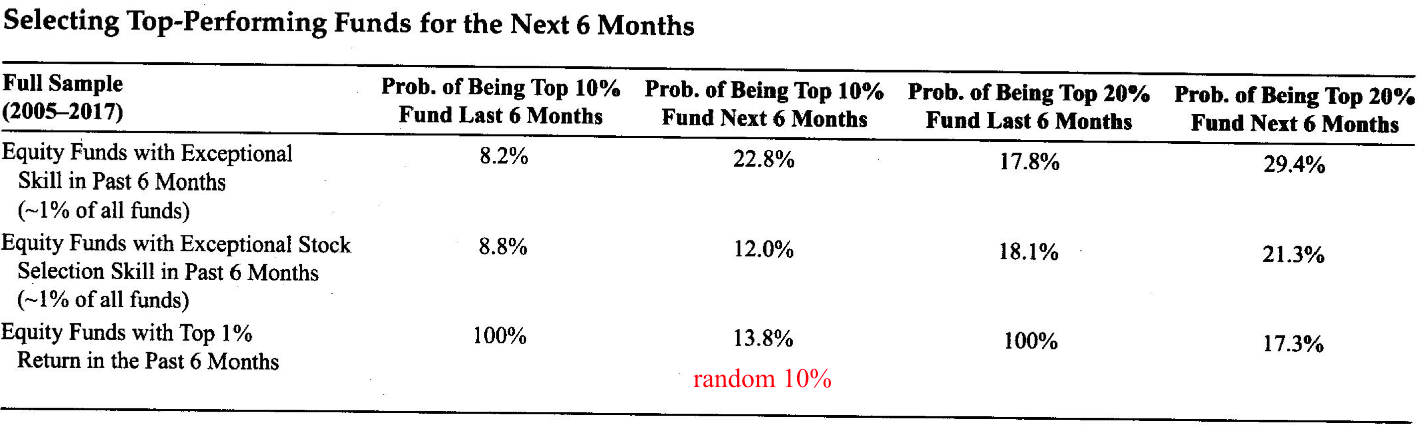 Selecting Top-Performing Funds for the Next 6 Months
Full Sample
(2005–2017)
Prob. of Being Top 10%
Fund Last 6 Months
Prob. of Being Top 10%
Fund Next 6 Months
Prob. of Being Top 20%
Fund Last 6 Months
Prob. of Being Top 20%
Fund Next 6 Months
Equity Funds with Exceptional
Skill in Past 6 Months
(~1% of all funds)
8.2%
22.8%
17.8%
29.4%
Equity Funds with Exceptional Stock
Selection Skill in Past 6 Months
(~1% of all funds)
8.8%
12.0%
18.1%
21.3%
Equity Funds with Top 1%
Return in the Past 6 Months
100%
13.8%
100%
17.3%
random 10%